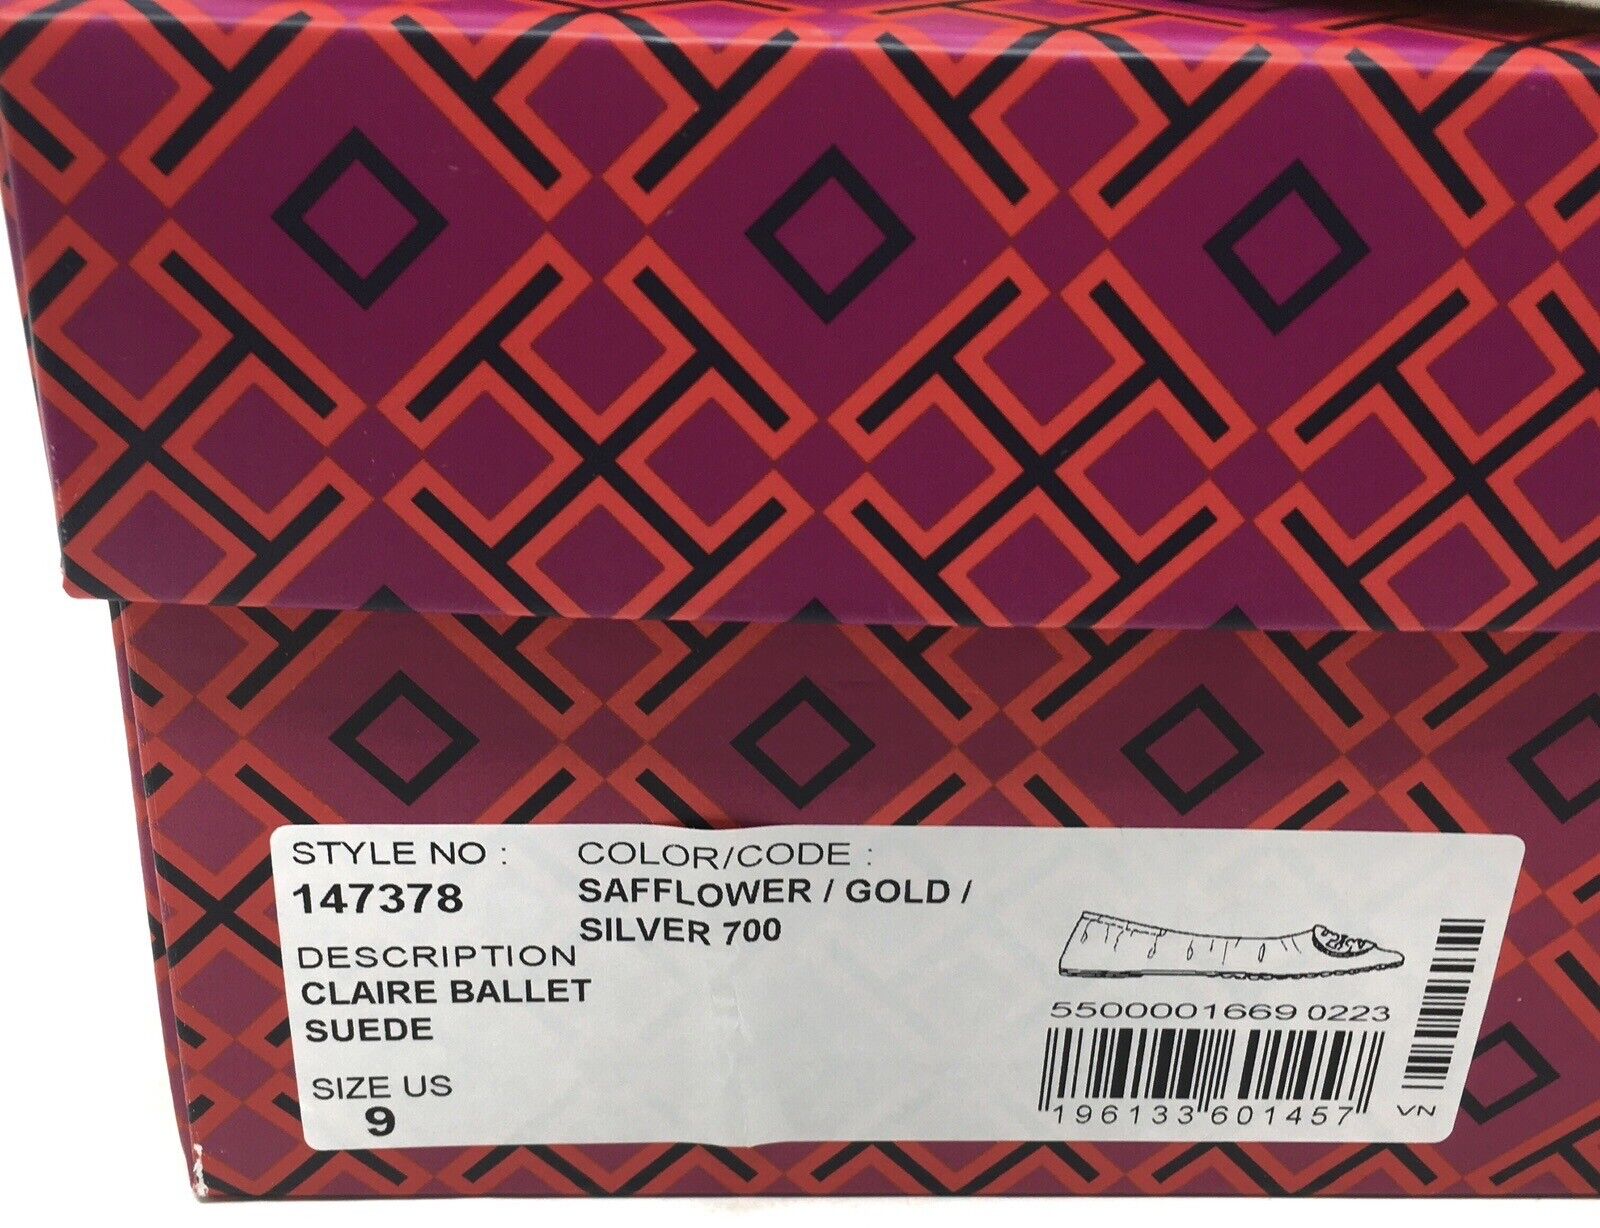 STYLE NO :
147378
COLOR/CODE :
SAFFLOWER / GOLD /
SILVER 700
DESCRIPTION
CLAIRE BALLET
SUEDE
SIZE US
9
5500001669 0223
196133 601457
VN